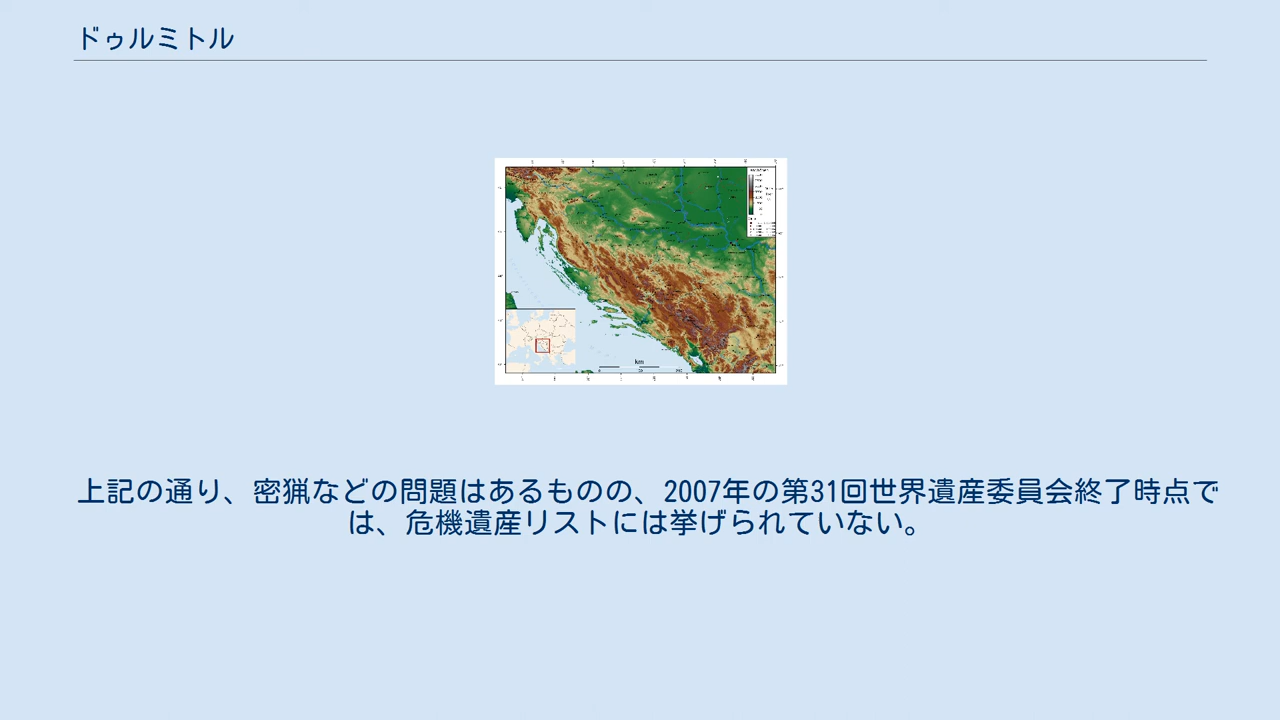 ドゥルミトル
km
上記の通り、密猟などの問題はあるものの、2007年の第31回世界遺産委員会終了時点で
は、危機遺産リストには挙げられていない。